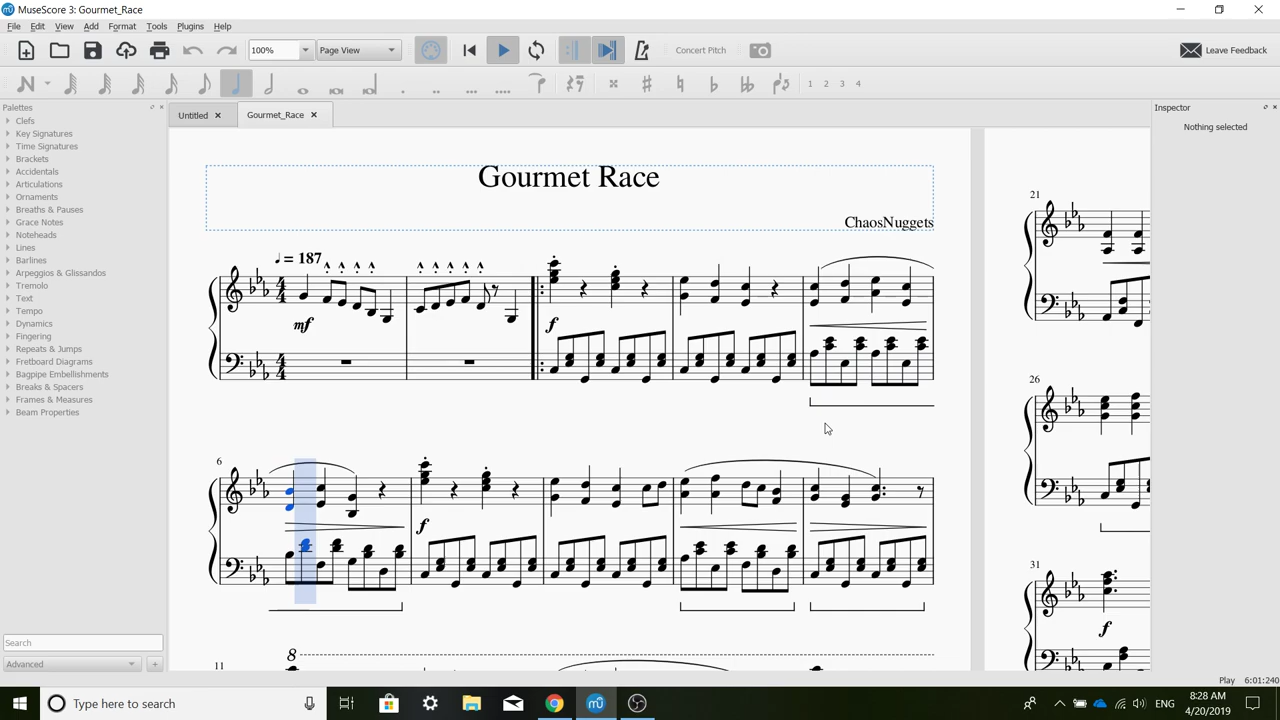 MuseScore 3: Gourmet_Race
File Edit View Add Format Tools Plugins Help
100% Page View Concert Pitch Leave Feedback
1 2 3 4
Palettes
Clefs
Key Signatures
Time Signatures
Brackets
Accidentals
Articulations
Ornaments
Breaths & Pauses
Grace Notes
Noteheads
Lines
Barlines
Arpeggios & Glissandos
Tremolo
Text
Tempo
Dynamics
Fingering
Repeats & Jumps
Fretboard Diagrams
Bagpipe Embellishments
Breaks & Spacers
Frames & Measures
Beam Properties
Search
Advanced
Untitled Gourmet_Race
Gourmet Race
ChaosNuggets
= 187
mf f
6
f
11 8
21
26
31
f
Inspector
Nothing selected
Play 6:01:240
Type here to search
ENG
8:28 AM
4/20/2019